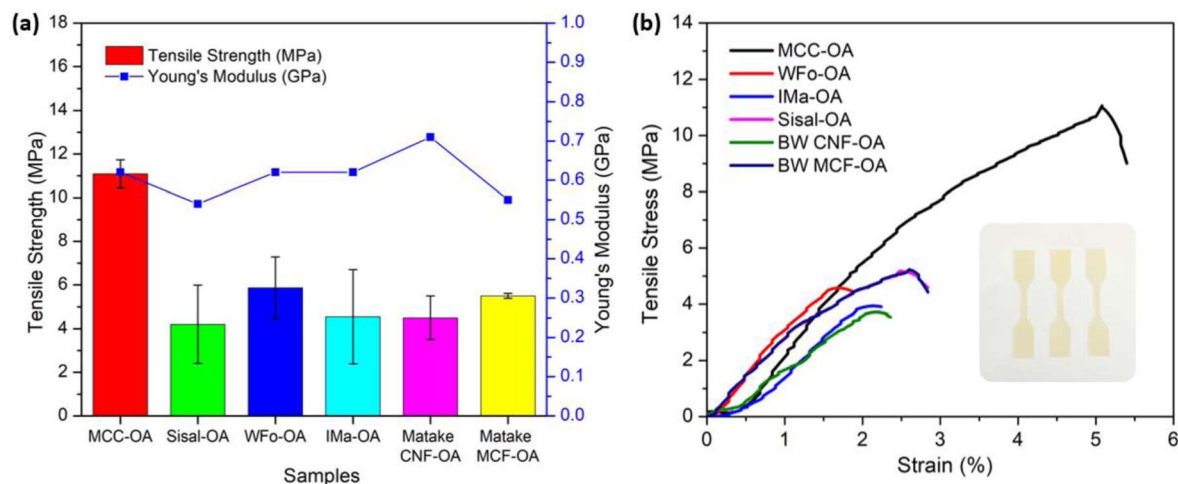 (a)
18
16
14
12
10
8
6
4
2
0
Tensile Strength (MPa)
Tensile Strength (MPa)
Young's Modulus (GPa)
1.0
0.9
0.8
0.7
0.6
0.5
0.4
0.3
0.2
0.1
0.0
Young's Modulus (GPa)
MCC-OA Sisal-OA WFo-OA IMa-OA Matake Matake
CNF-OA MCF-OA
Samples
(b)
14
12
10
8
6
4
2
0
Tensile Stress (MPa)
MCC-OA
WFo-OA
IMa-OA
Sisal-OA
BW CNF-OA
BW MCF-OA
0 1 2 3 4 5 6
Strain (%)